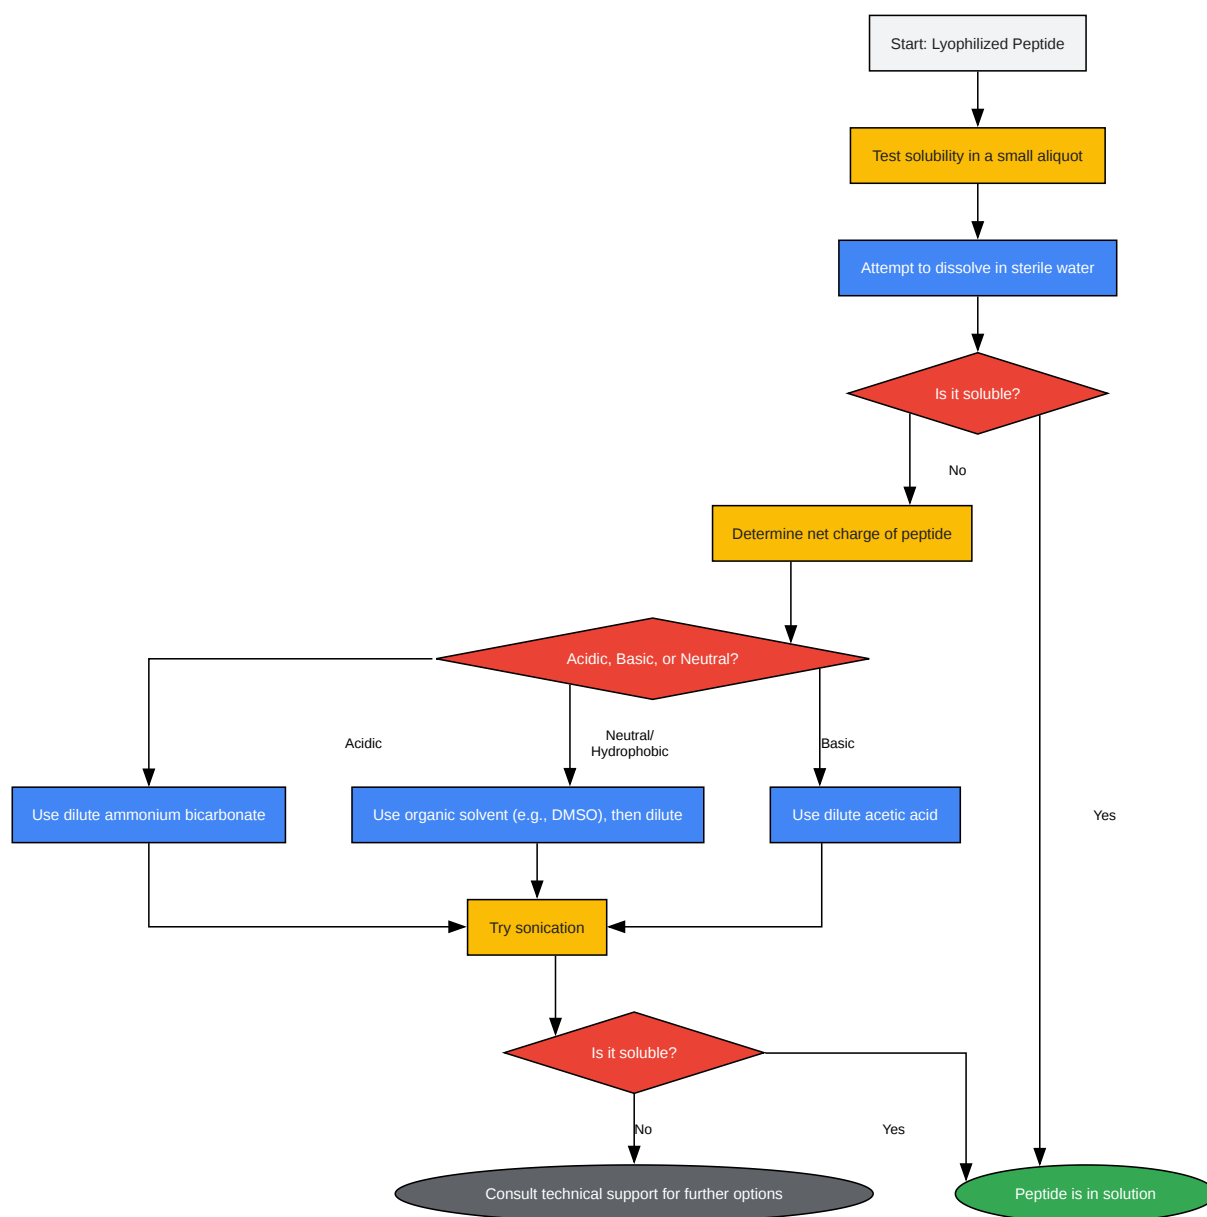 Start: Lyophilized Peptide
Test solubility in a small aliquot
Attempt to dissolve in sterile water
Is it soluble?
No
Determine net charge of peptide
Acidic, Basic, or Neutral?
Acidic
Neutral/
Hydrophobic
Basic
Use dilute ammonium bicarbonate
Use organic solvent (e.g., DMSO), then dilute
Use dilute acetic acid
Yes
Try sonication
Is it soluble?
No
Yes
Consult technical support for further options
Peptide is in solution